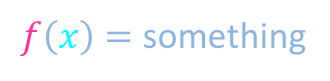 f(x) = something